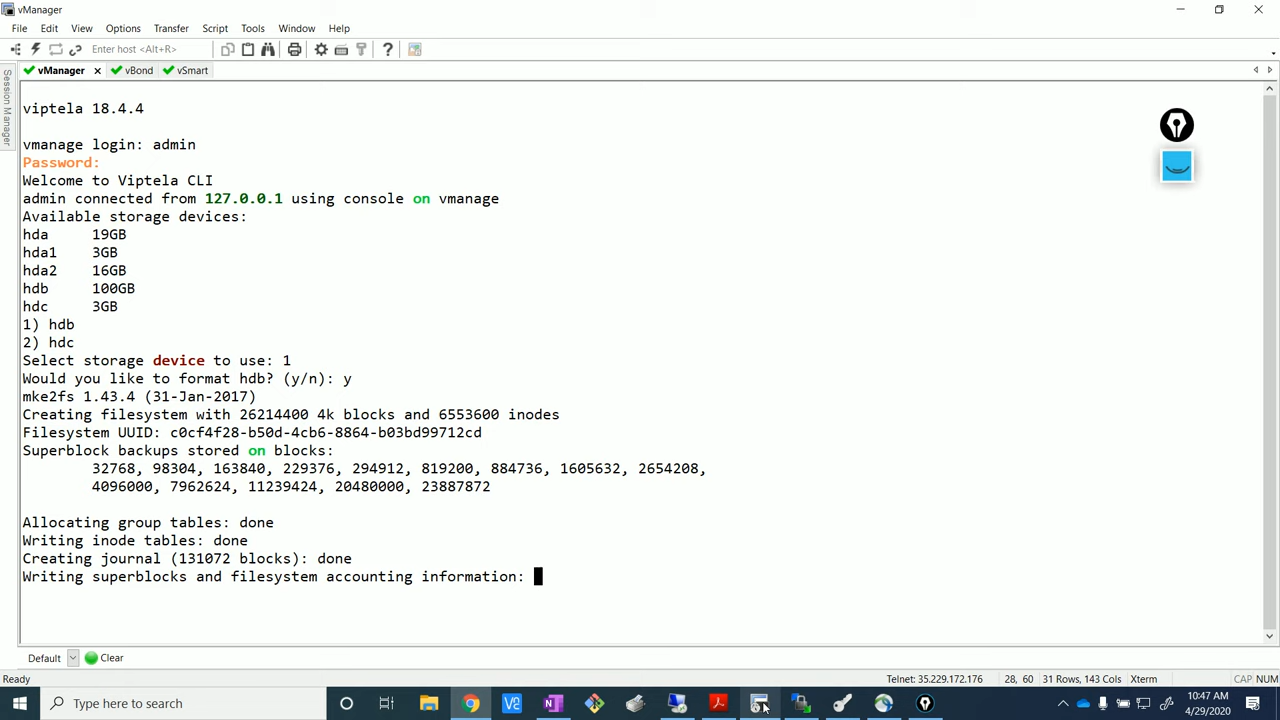 vManager
File Edit View Options Transfer Script Tools Window Help
Enter host <Alt+R>
Session Manager
vManager vBond vSmart
viptela 18.4.4
vmanage login: admin
Password:
Welcome to Viptela CLI
admin connected from 127.0.0.1 using console on vmanage
Available storage devices:
hda 19GB
hda1 3GB
hda2 16GB
hdb 100GB
hdc 3GB
1) hdb
2) hdc
Select storage device to use: 1
Would you like to format hdb? (y/n): y
mke2fs 1.43.4 (31-Jan-2017)
Creating filesystem with 26214400 4k blocks and 6553600 inodes
Filesystem UUID: c0cf4f28-b50d-4cb6-8864-b03bd99712cd
Superblock backups stored on blocks:
32768, 98304, 163840, 229376, 294912, 819200, 884736, 1605632, 2654208,
4096000, 7962624, 11239424, 20480000, 23887872
Allocating group tables: done
Writing inode tables: done
Creating journal (131072 blocks): done
Writing superblocks and filesystem accounting information:
Default Clear
Ready Telnet: 35.229.172.176 28, 60 31 Rows, 143 Cols Xterm CAP NUM
Type here to search
10:47 AM
4/29/2020